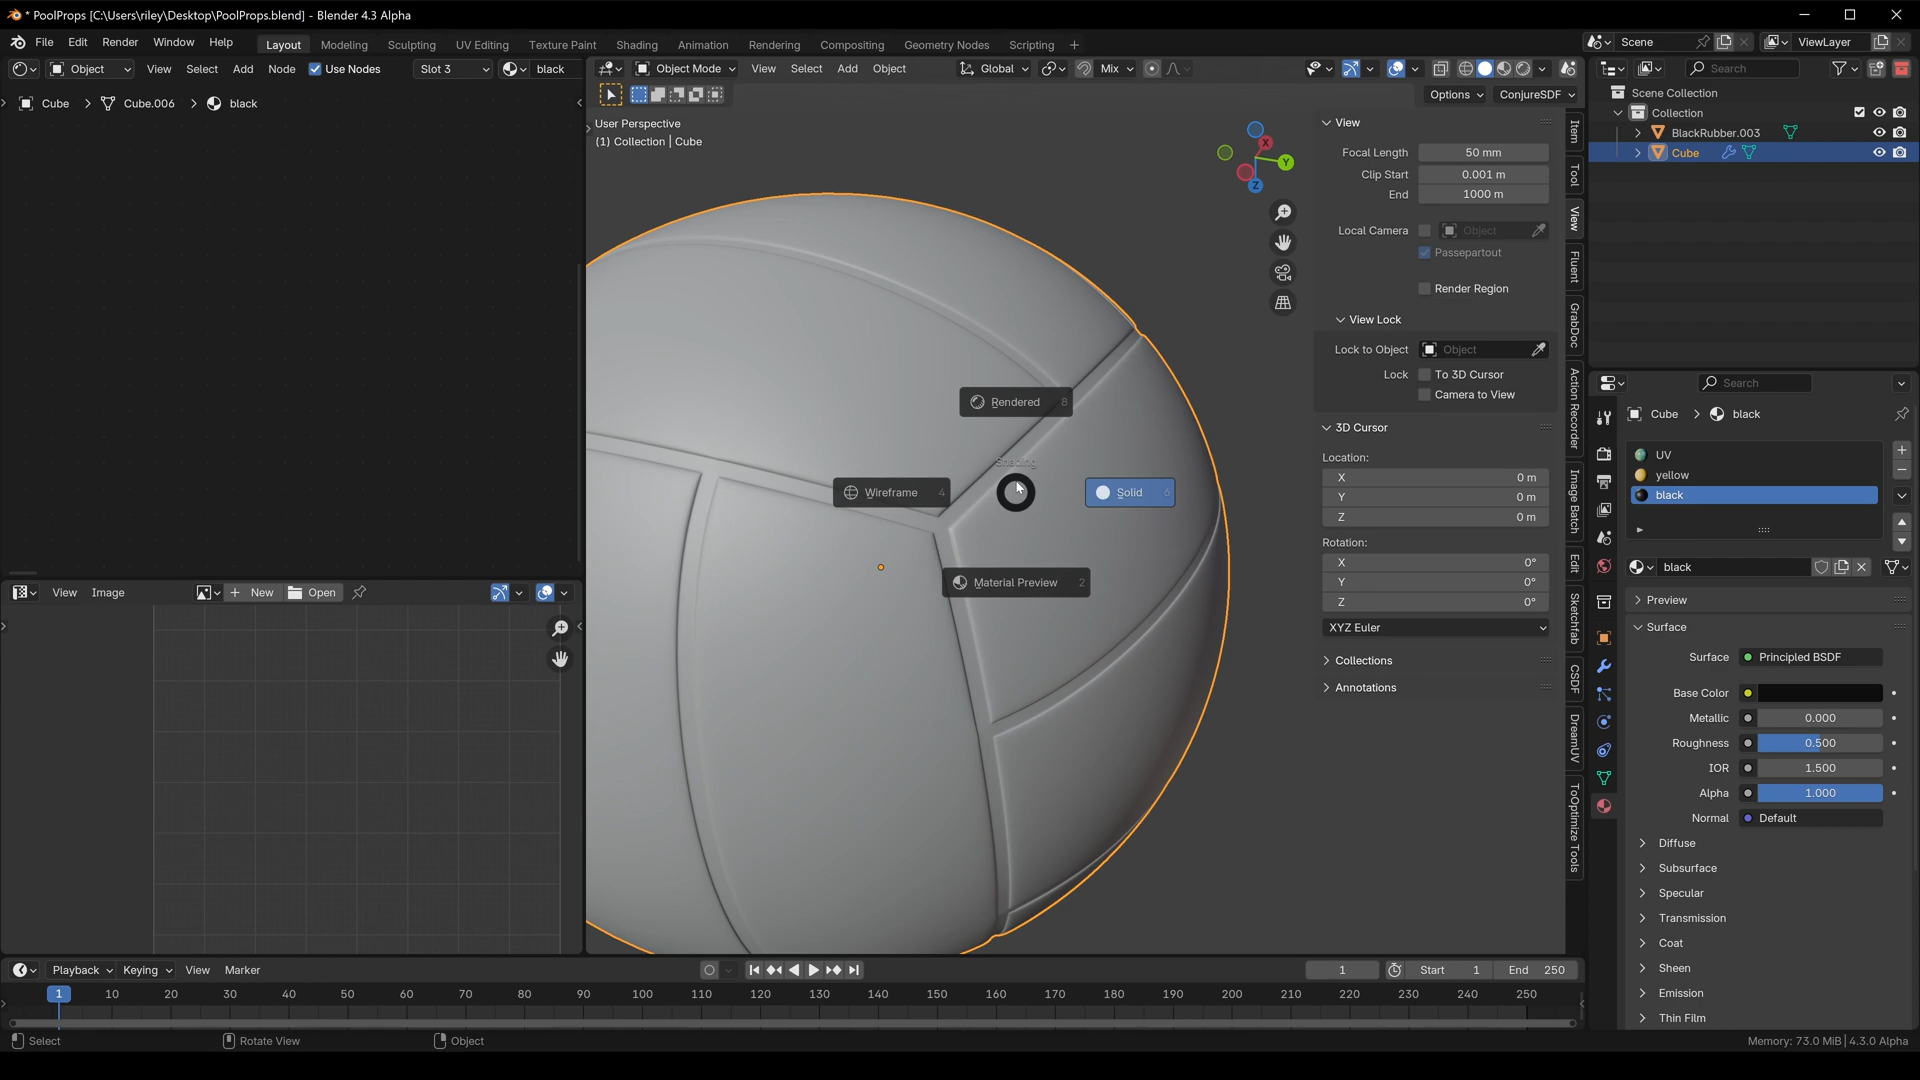 * PoolProps [C:\Users\riley\Desktop\PoolProps.blend] - Blender 4.3 Alpha
File Edit Render Window Help
Layout Modeling Sculpting UV Editing Texture Paint Shading Animation Rendering Compositing Geometry Nodes Scripting +
Scene ViewLayer
Object View Select Add Node Use Nodes Slot 3 black
Cube > Cube.006 > black
Object Mode View Select Add Object Global Mix
Options ConjureSDF
User Perspective
(1) Collection | Cube
X Y Z
Rendered 8
Shading
Wireframe 4
Solid 6
Material Preview 2
View
Focal Length 50 mm
Clip Start 0.001 m
End 1000 m
Local Camera Object
Passepartout
Render Region
View Lock
Lock to Object Object
Lock To 3D Cursor
Camera to View
3D Cursor
Location:
X 0 m
Y 0 m
Z 0 m
Rotation:
X 0°
Y 0°
Z 0°
XYZ Euler
Collections
Annotations
Item
Tool
View
Fluent
GrabDoc
Action Recorder
Image Batch
Edit
Sketchfab
CSDF
DreamUV
ToOptimize Tools
Search
Scene Collection
Collection
BlackRubber.003
Cube
Search
Cube > black
UV
yellow
black
black
Preview
Surface
Surface Principled BSDF
Base Color
Metallic 0.000
Roughness 0.500
IOR 1.500
Alpha 1.000
Normal Default
Diffuse
Subsurface
Specular
Transmission
Coat
Sheen
Emission
Thin Film
View Image New Open
Playback Keying View Marker
1 Start 1 End 250
1 10 20 30 40 50 60 70 80 90 100 110 120 130 140 150 160 170 180 190 200 210 220 230 240 250
Select Rotate View Object
Memory: 73.0 MiB | 4.3.0 Alpha